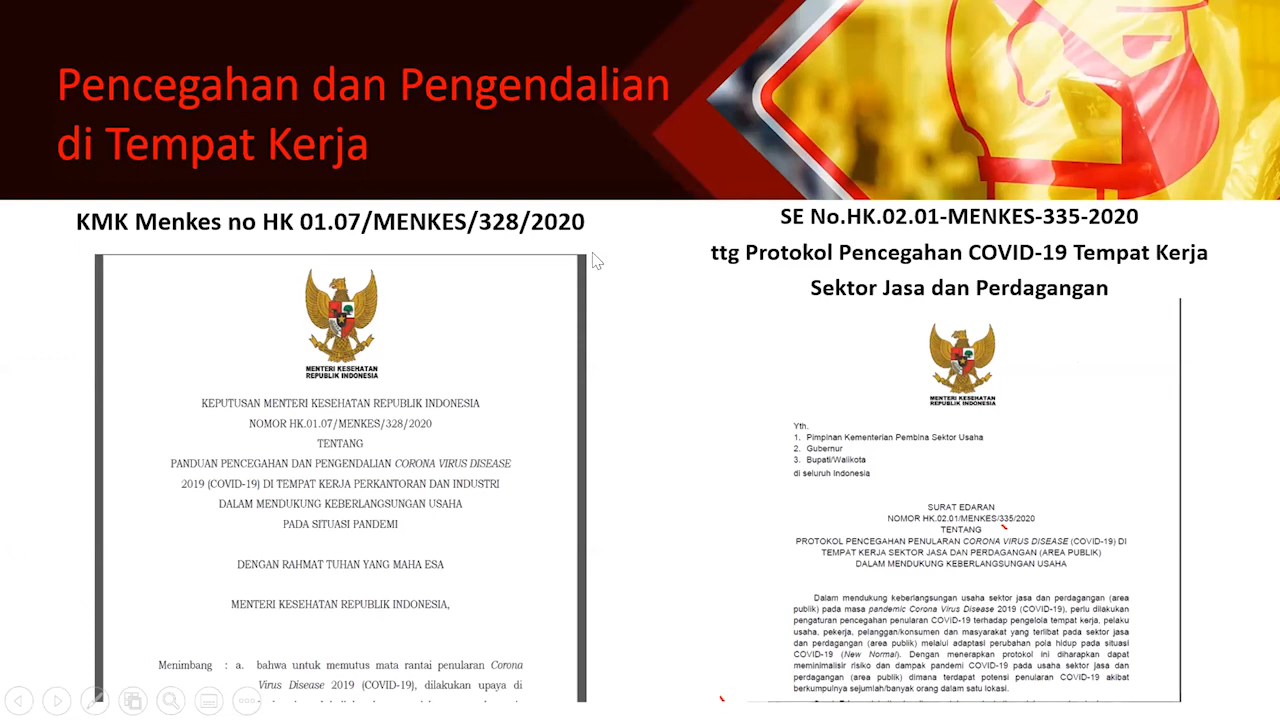 Pencegahan dan Pengendalian
di Tempat Kerja
KMK Menkes no HK 01.07/MENKES/328/2020
MENTERI KESEHATAN
REPUBLIK INDONESIA
KEPUTUSAN MENTERI KESEHATAN REPUBLIK INDONESIA
NOMOR HK.01.07/MENKES/328/2020
TENTANG
PANDUAN PENCEGAHAN DAN PENGENDALIAN CORONA VIRUS DISEASE
2019 (COVID-19) DI TEMPAT KERJA PERKANTORAN DAN INDUSTRI
DALAM MENDUKUNG KEBERLANGSUNGAN USAHA
PADA SITUASI PANDEMI
DENGAN RAHMAT TUHAN YANG MAHA ESA
MENTERI KESEHATAN REPUBLIK INDONESIA,
Menimbang : a. bahwa untuk memutus mata rantai penularan Corona
Virus Disease 2019 (COVID-19), dilakukan upaya di
SE No.HK.02.01-MENKES-335-2020
ttg Protokol Pencegahan COVID-19 Tempat Kerja
Sektor Jasa dan Perdagangan
MENTERI KESEHATAN
REPUBLIK INDONESIA
Yth.
1. Pimpinan Kementerian Pembina Sektor Usaha
2. Gubernur
3. Bupati/Walikota
di seluruh Indonesia
SURAT EDARAN
NOMOR HK.02.01/MENKES/335/2020
TENTANG
PROTOKOL PENCEGAHAN PENULARAN CORONA VIRUS DISEASE (COVID-19) DI
TEMPAT KERJA SEKTOR JASA DAN PERDAGANGAN (AREA PUBLIK)
DALAM MENDUKUNG KEBERLANGSUNGAN USAHA
Dalam mendukung keberlangsungan usaha sektor jasa dan perdagangan (area
publik) pada masa pandemic Corona Virus Disease 2019 (COVID-19), perlu dilakukan
pengaturan pencegahan penularan COVID-19 terhadap pengelola tempat kerja, pelaku
usaha, pekerja, pelanggan/konsumen dan masyarakat yang terlibat pada sektor jasa
dan perdagangan (area publik) melalui adaptasi perubahan pola hidup pada situasi
COVID-19 (New Normal). Dengan menerapkan protokol ini diharapkan dapat
meminimalisir risiko dan dampak pandemi COVID-19 pada usaha sektor jasa dan
perdagangan (area publik) dimana terdapat potensi penularan COVID-19 akibat
berkumpulnya sejumlah/banyak orang dalam satu lokasi.